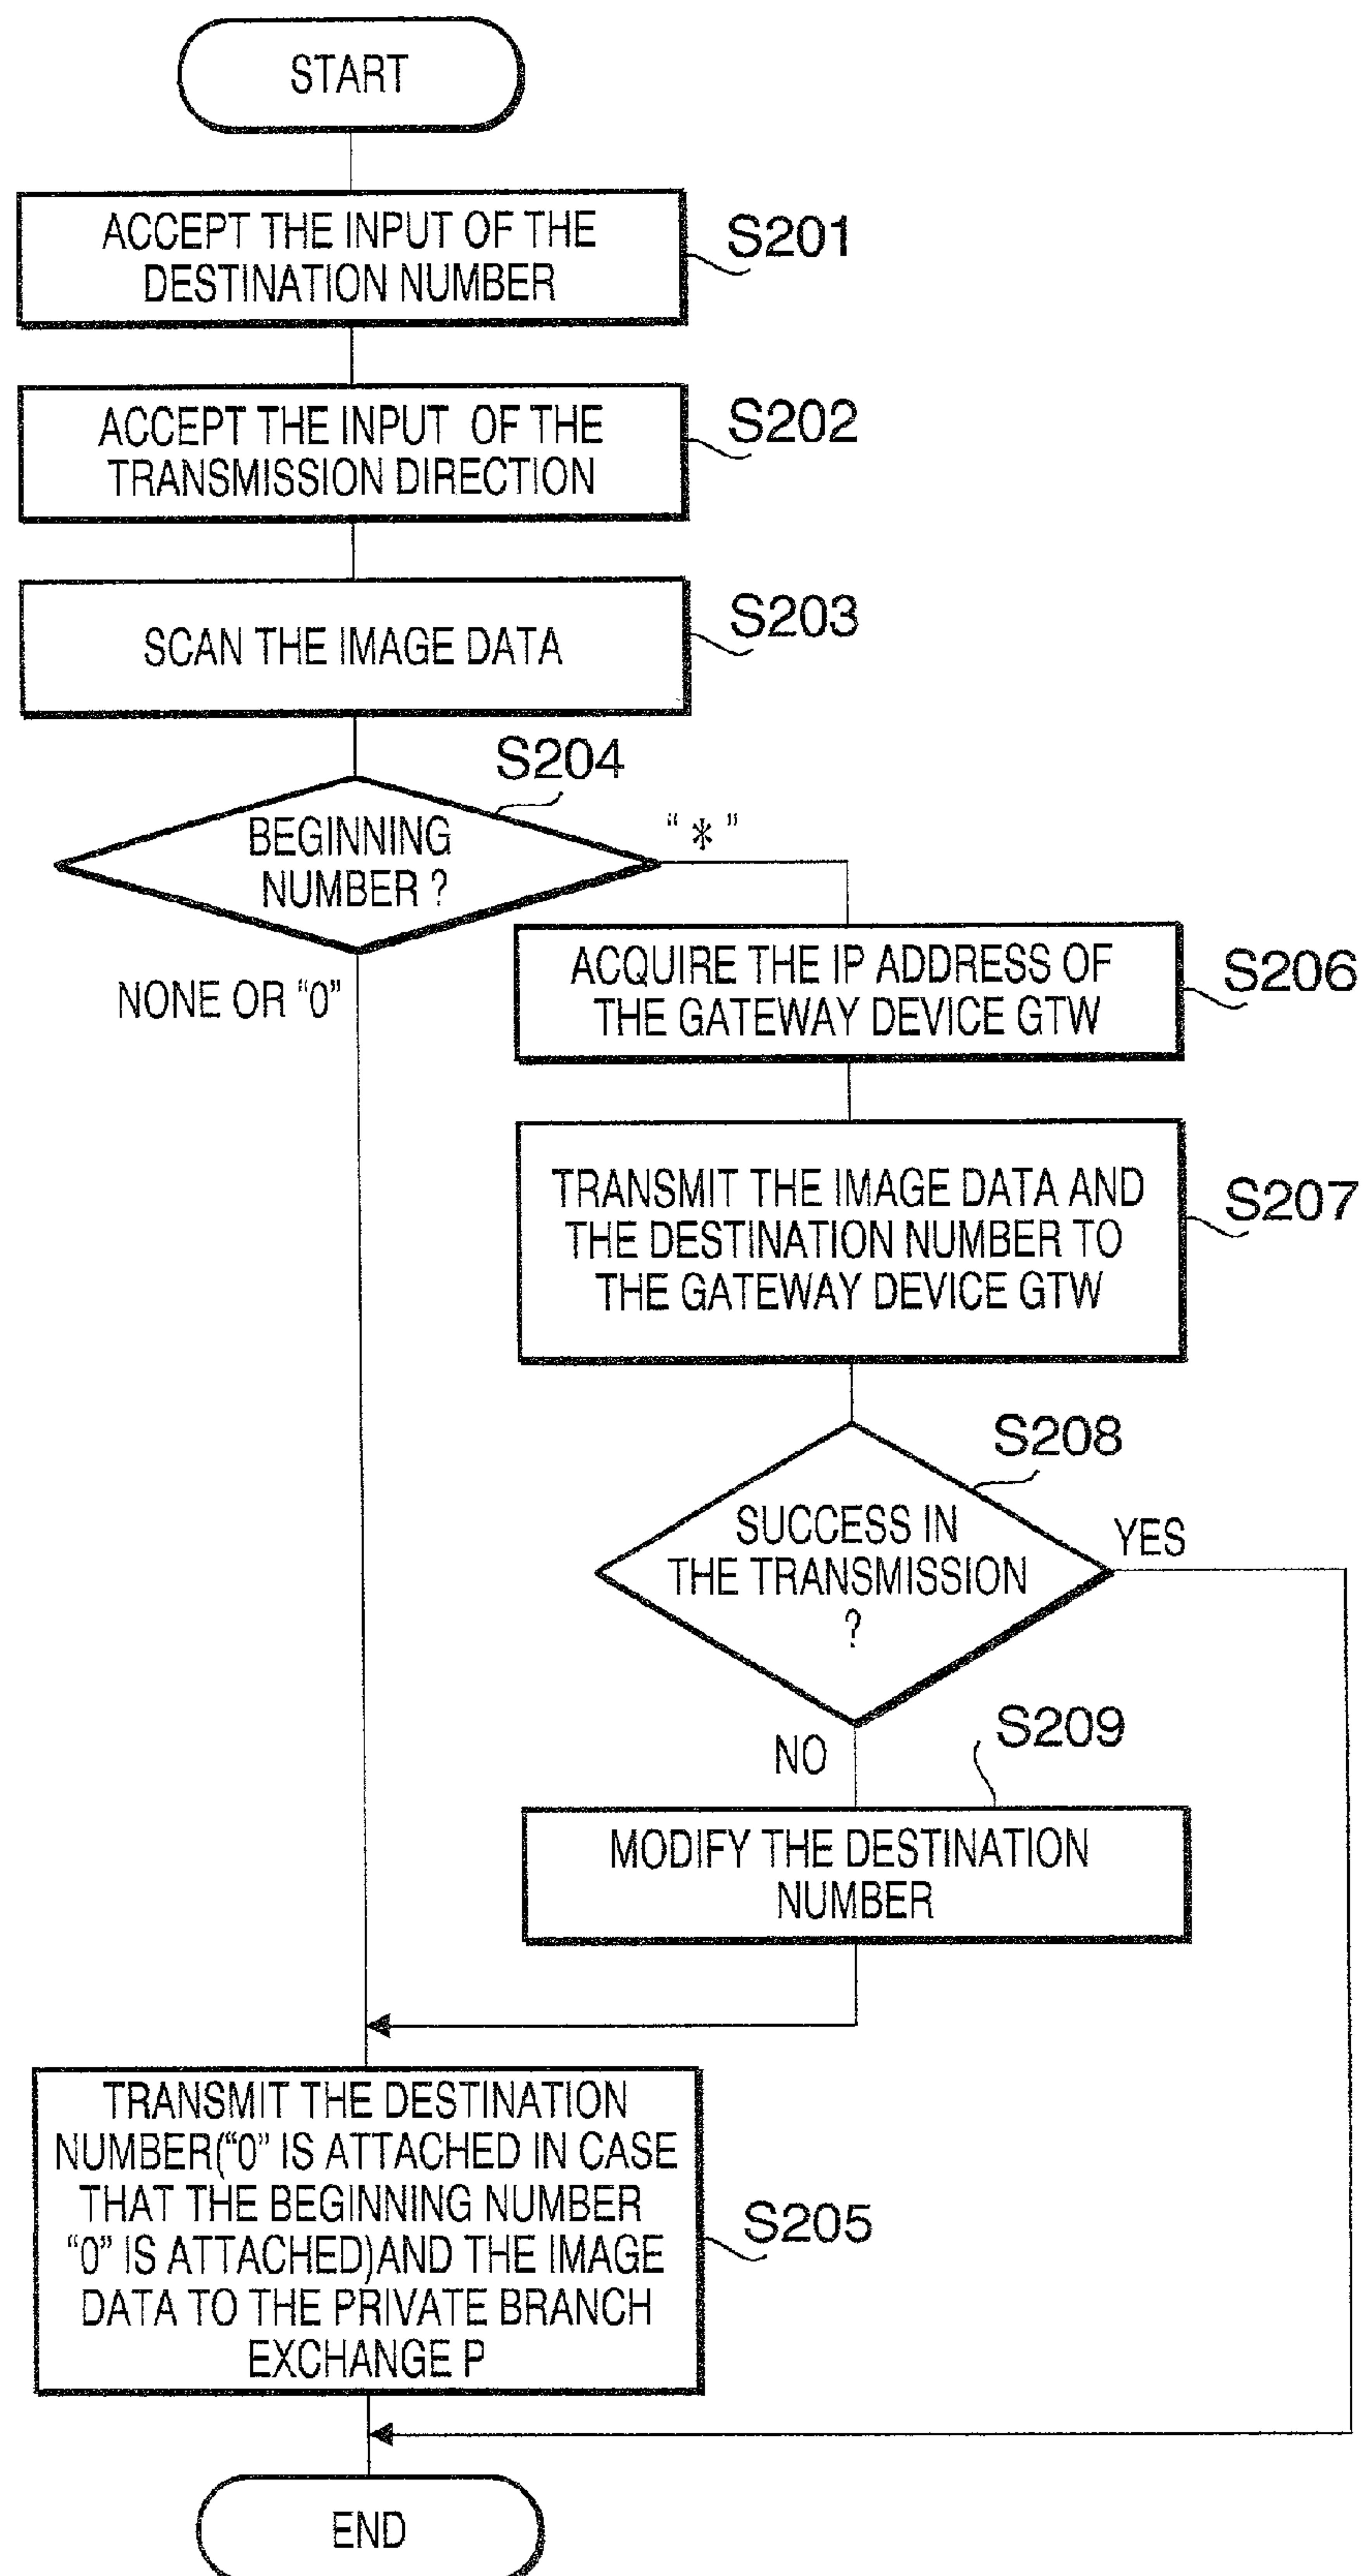 START
ACCEPT THE INPUT OF THE
DESTINATION NUMBER
S201
ACCEPT THE INPUT OF THE
TRANSMISSION DIRECTION
S202
SCAN THE IMAGE DATA
S203
S204
BEGINNING
NUMBER ?
“ * ”
NONE OR “0”
ACQUIRE THE IP ADDRESS OF
THE GATEWAY DEVICE GTW
S206
TRANSMIT THE IMAGE DATA AND
THE DESTINATION NUMBER TO
THE GATEWAY DEVICE GTW
S207
S208
SUCCESS IN
THE TRANSMISSION
?
YES
NO
S209
MODIFY THE DESTINATION
NUMBER
TRANSMIT THE DESTINATION
NUMBER(“0” IS ATTACHED IN CASE
THAT THE BEGINNING NUMBER
“0” IS ATTACHED)AND THE IMAGE
DATA TO THE PRIVATE BRANCH
EXCHANGE P
S205
END